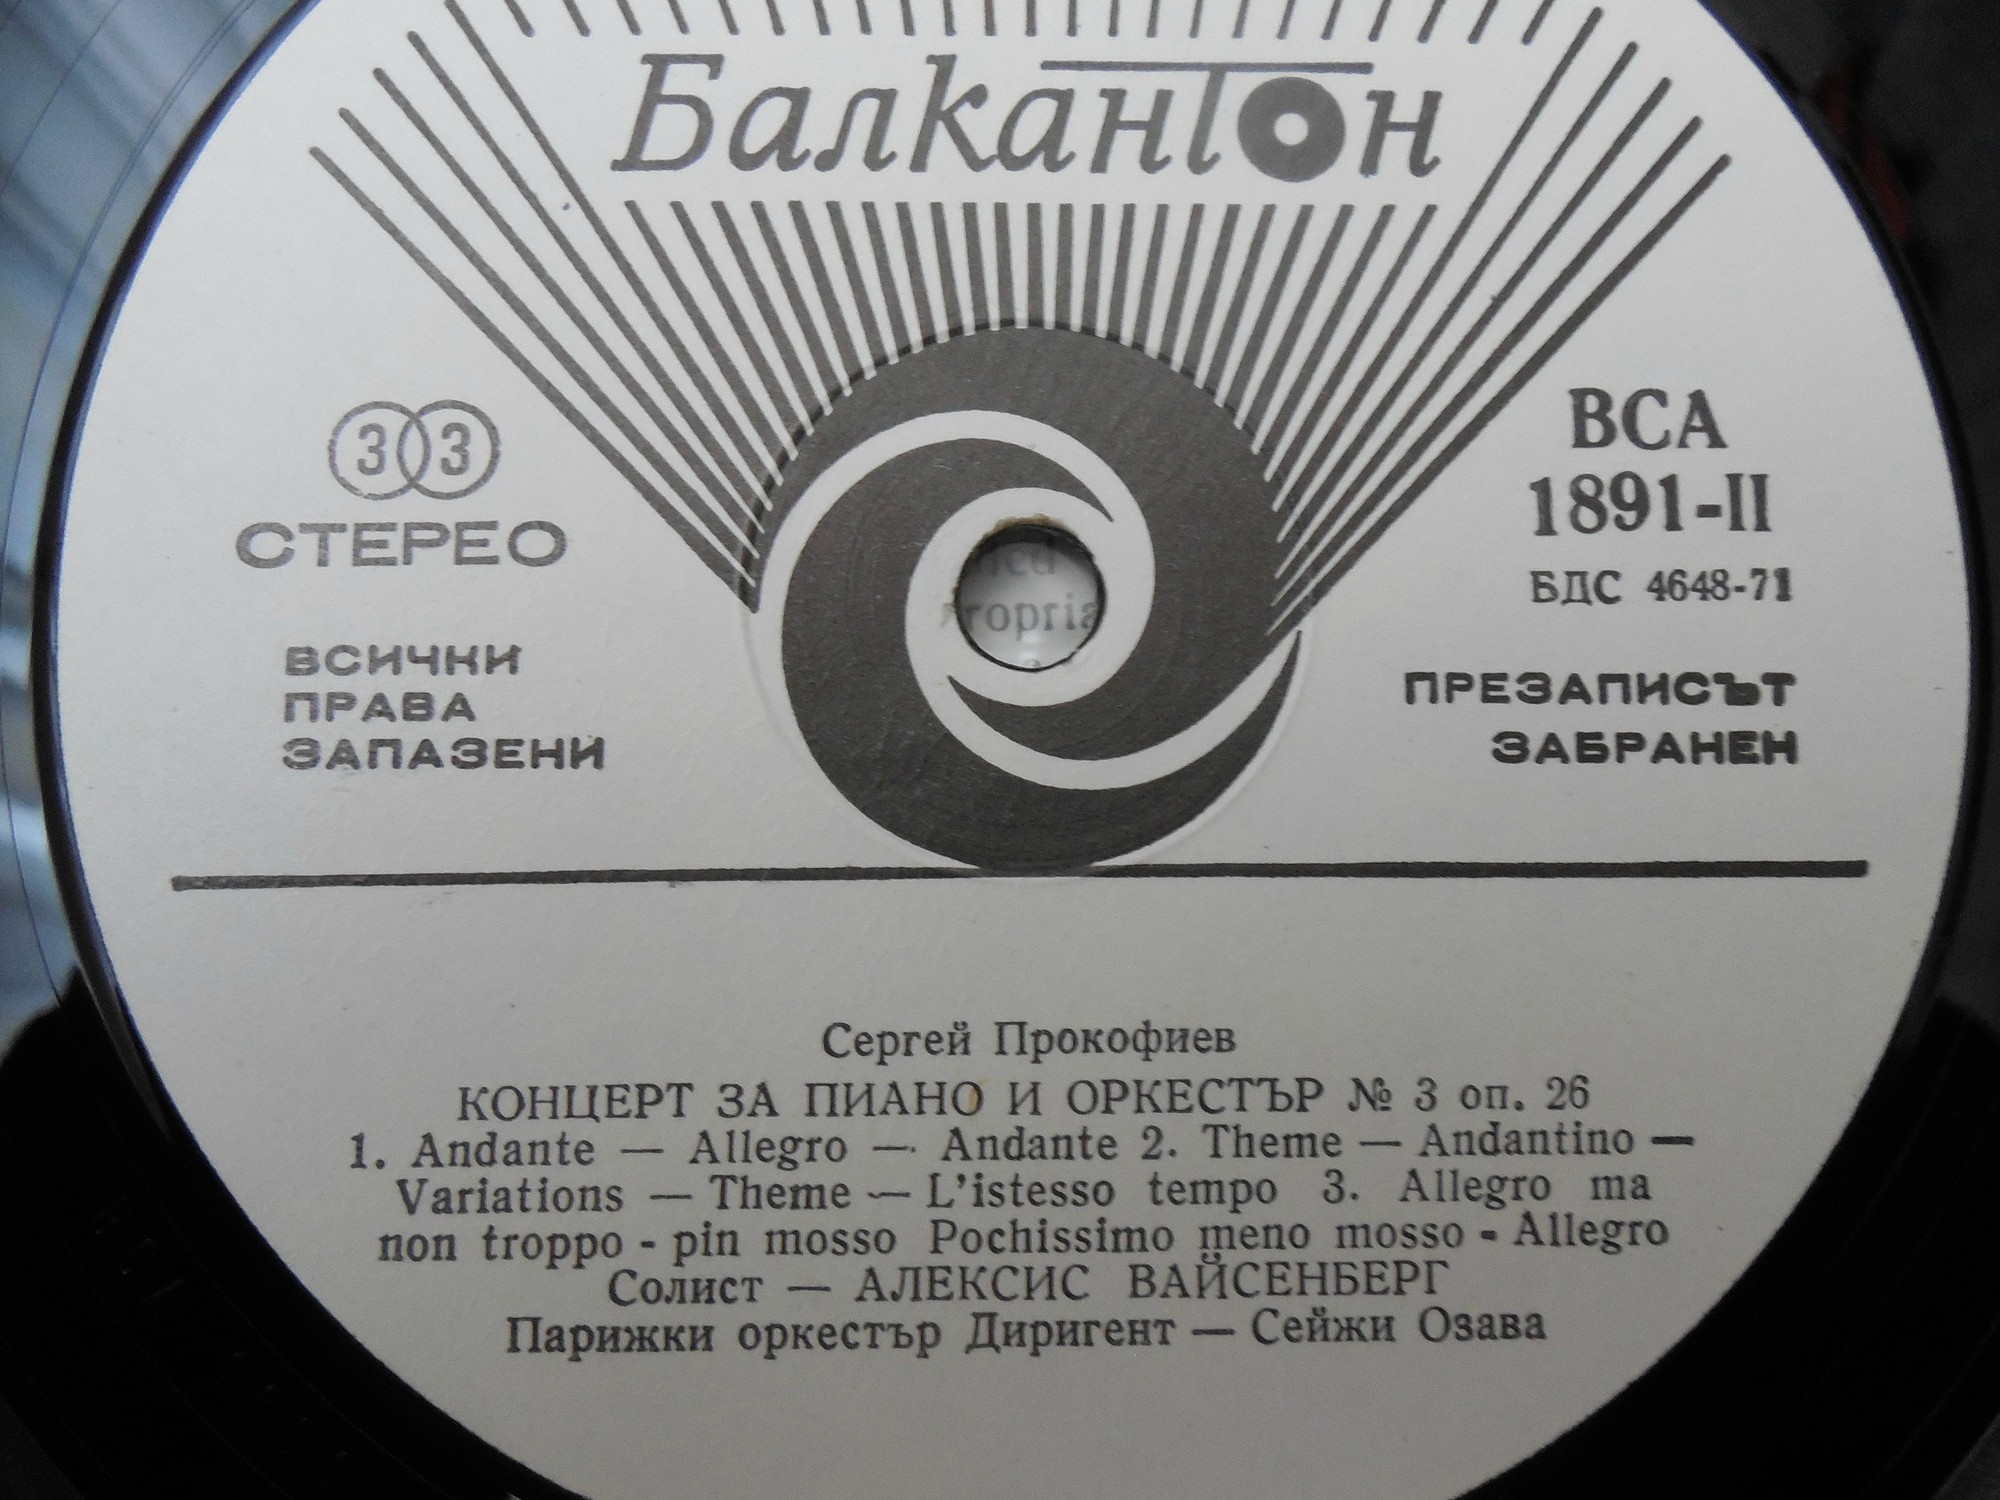 Балкантон
33
СТЕРЕО
ВСИЧКИ
ПРАВА
ЗАПАЗЕНИ
ВСА
1891-II
БДС 4648-71
ПРЕЗАПИСЪТ
ЗАБРАНЕН
Сергей Прокофиев
КОНЦЕРТ ЗА ПИАНО И ОРКЕСТЪР № 3 оп. 26
1. Andante — Allegro — Andante 2. Theme — Andantino —
Variations — Theme — L'istesso tempo 3. Allegro ma
non troppo - pin mosso Pochissimo meno mosso - Allegro
Солист — АЛЕКСИС ВАЙСЕНБЕРГ
Парижки оркестър Диригент — Сейжи Озава